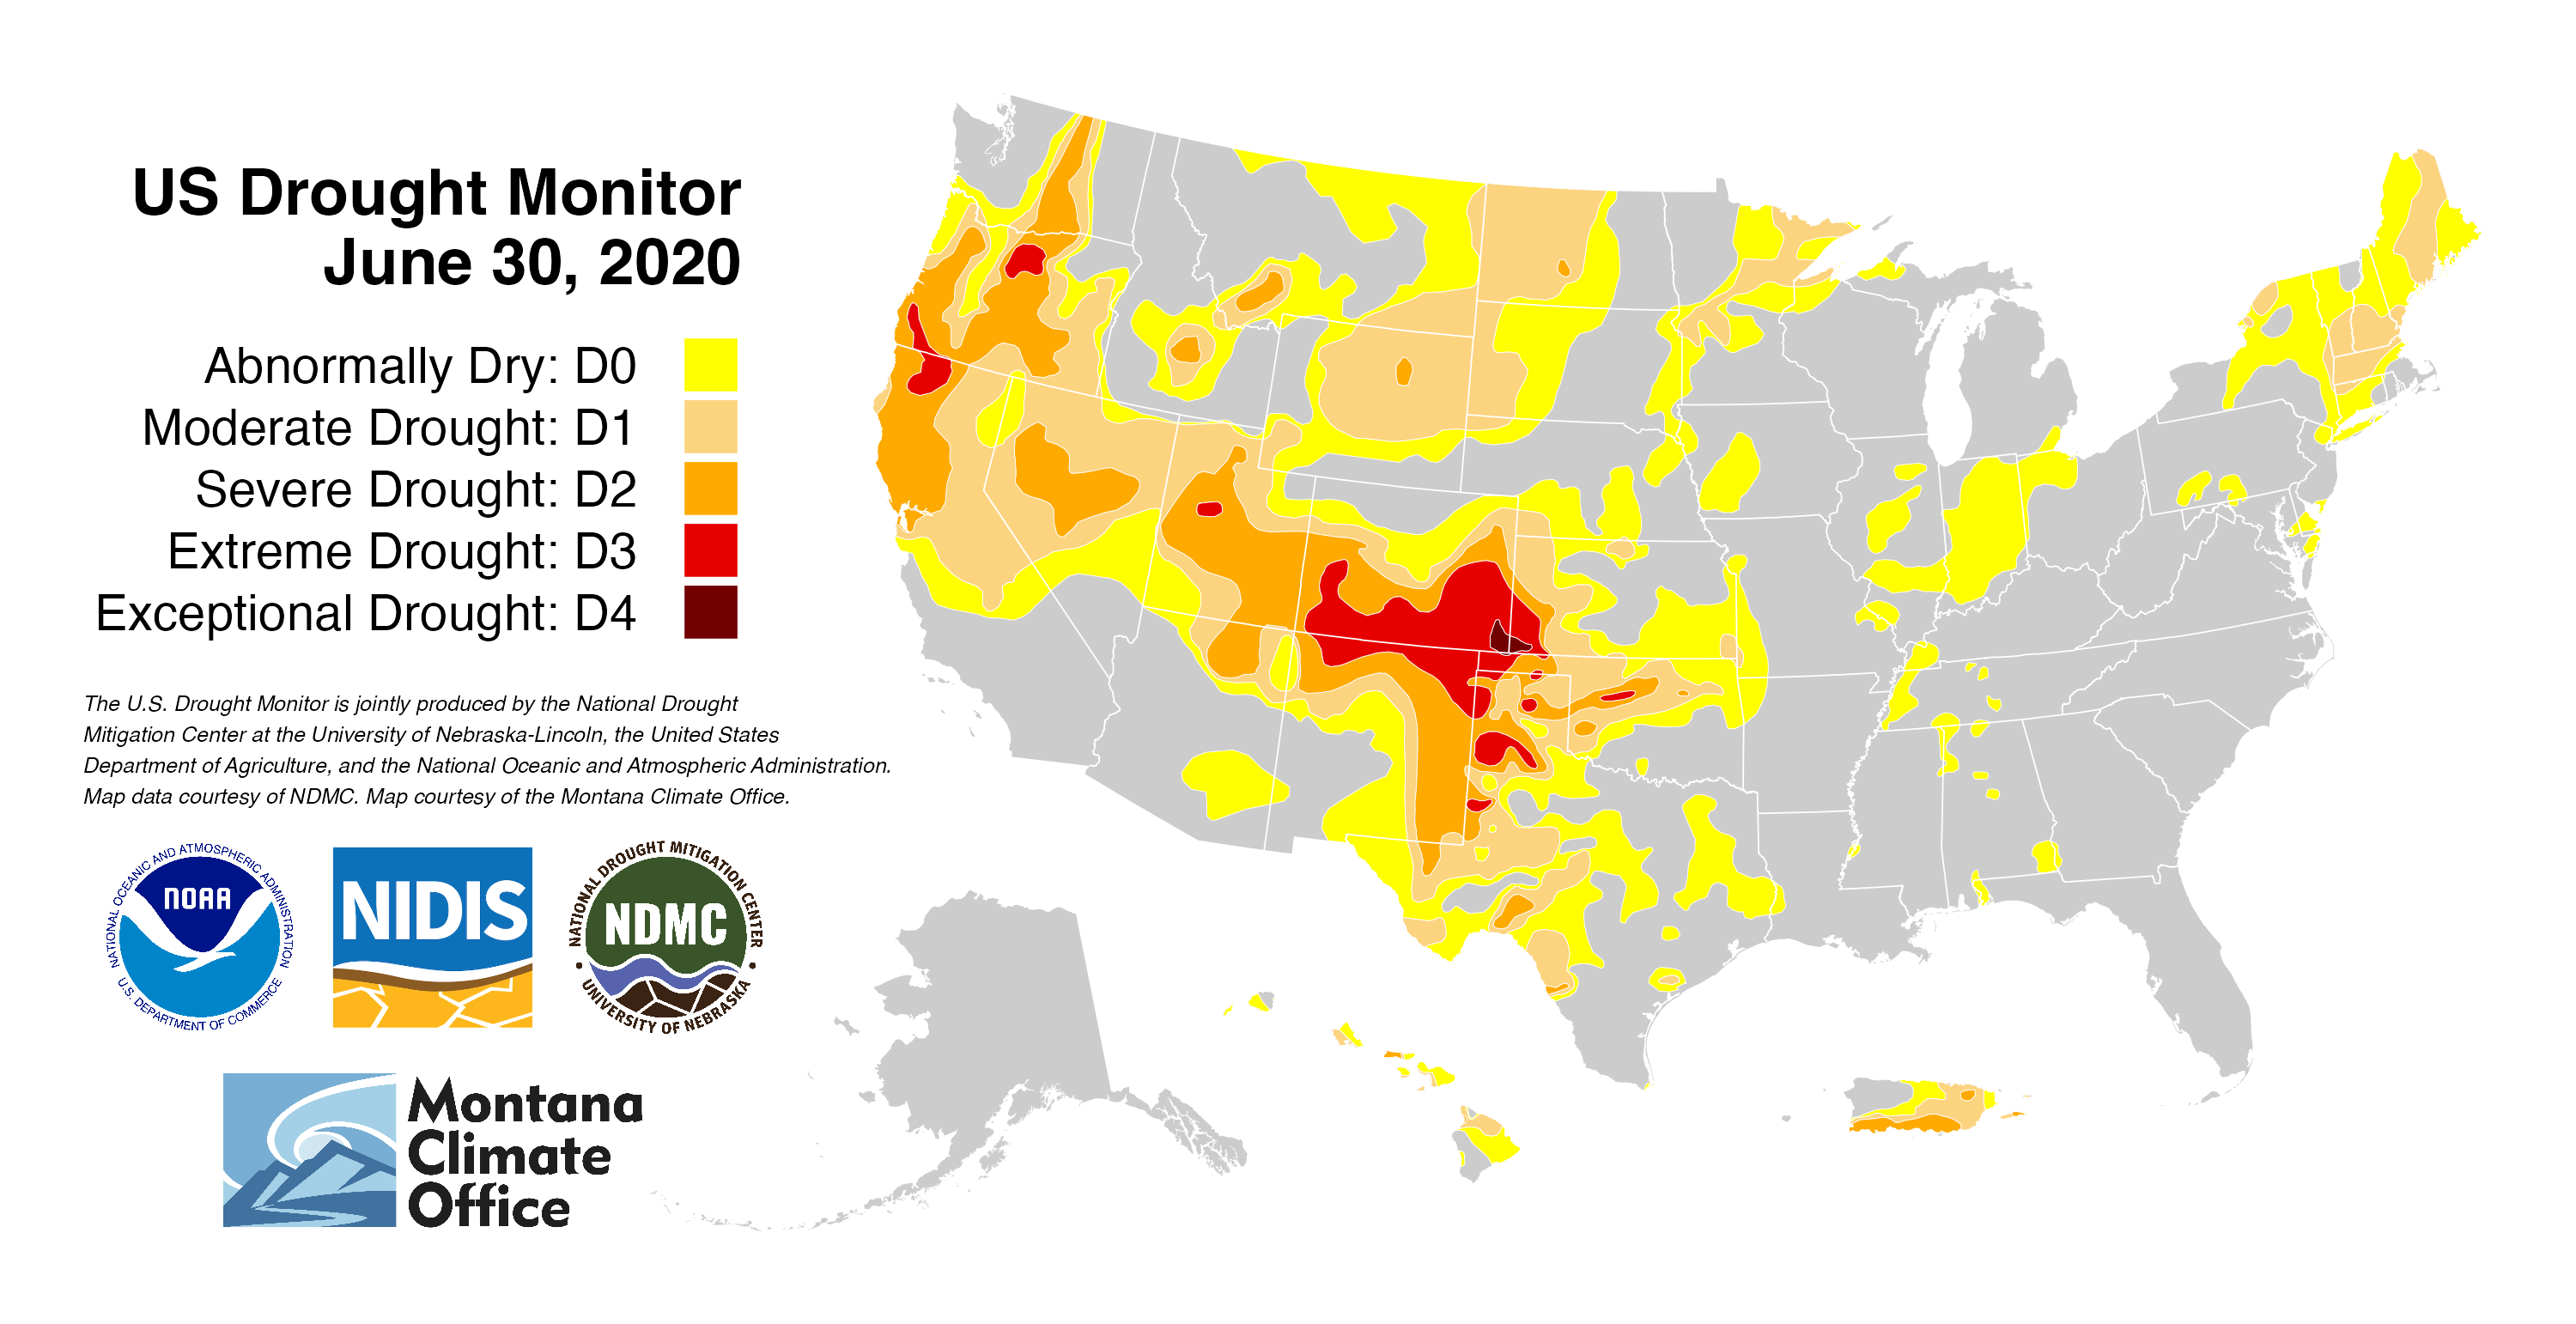 US Drought Monitor
June 30, 2020
Abnormally Dry: D0
Moderate Drought: D1
Severe Drought: D2
Extreme Drought: D3
Exceptional Drought: D4
The U.S. Drought Monitor is jointly produced by the National Drought
Mitigation Center at the University of Nebraska-Lincoln, the United States
Department of Agriculture, and the National Oceanic and Atmospheric Administration.
Map data courtesy of NDMC. Map courtesy of the Montana Climate Office.
NATIONAL OCEANIC AND ATMOSPHERIC ADMINISTRATION
NOAA
U.S. DEPARTMENT OF COMMERCE
NIDIS
NATIONAL DROUGHT MITIGATION CENTER
NDMC
UNIVERSITY OF NEBRASKA
Montana
Climate
Office